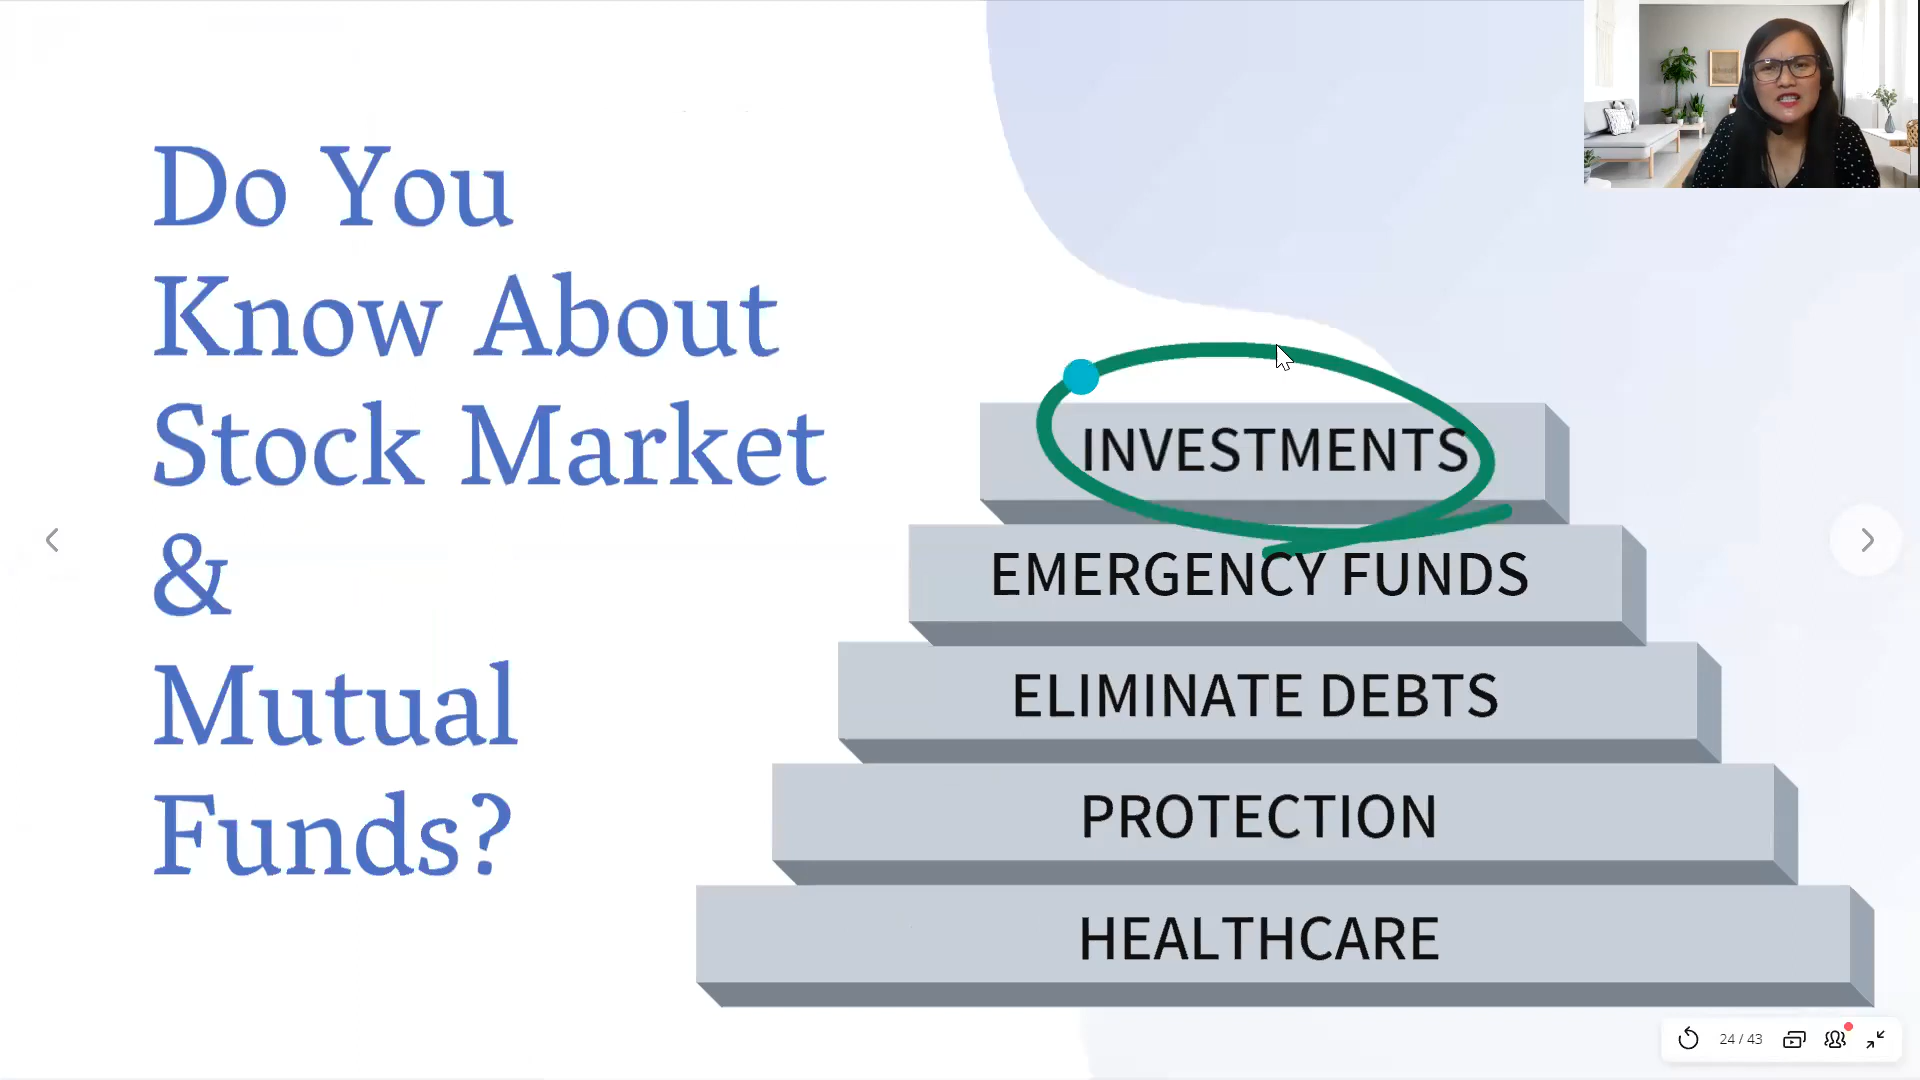 Do You
Know About
Stock Market
&
Mutual
Funds?
INVESTMENTS
EMERGENCY FUNDS
ELIMINATE DEBTS
PROTECTION
HEALTHCARE
24 / 43